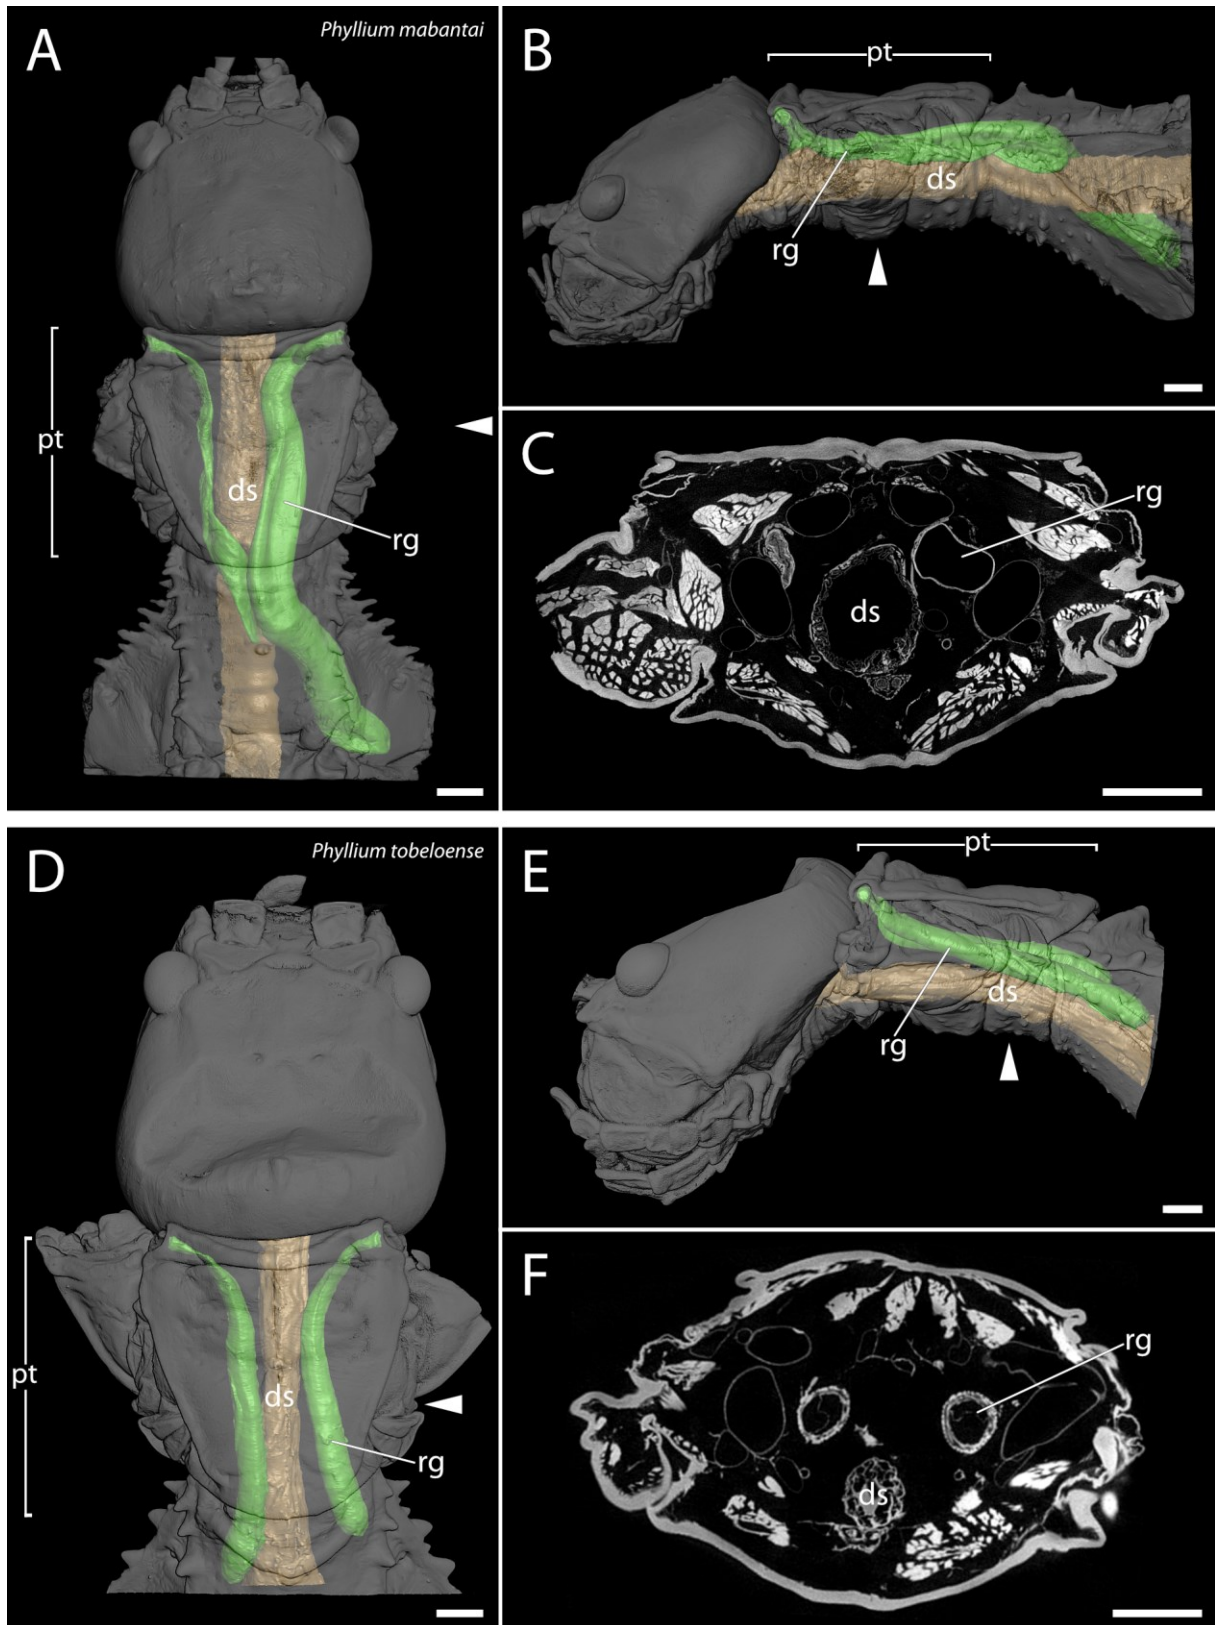 A
Phyllium mabantai
pt
ds
rg
B
pt
ds
rg
C
rg
ds
D
Phyllium tobeloense
pt
ds
rg
E
pt
ds
rg
F
rg
ds